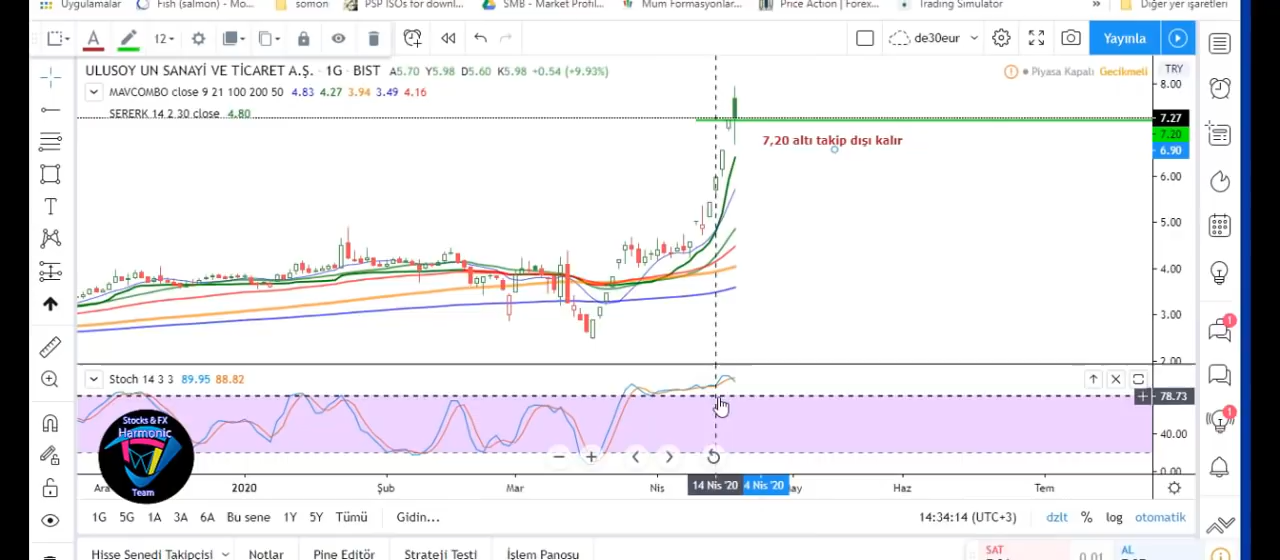 Uygulamalar Fish (salmon) - Mo... somon PSP ISOs for downl... SMB - Market Profil... Mum Formasyonlar... Price Action | Forex... Trading Simulator » Diğer yer işaretleri
A 12 de30eur Yayınla
ULUSOY UN SANAYİ VE TİCARET A.Ş. · 1G · BIST A5.70 Y5.98 D5.60 K5.98 +0.54 (+9.93%) Piyasa Kapalı Gecikmeli TRY
8.00
MAVCOMBO close 9 21 100 200 50 4.83 4.27 3.94 3.49 4.16
SERERK 14 2 30 close 4.80
7.27
7.20
7,20 altı takip dışı kalır
6.90
6.00
5.00
4.00
3.00
2.00
Stoch 14 3 3 89.95 88.82
78.73
Stocks & FX
Harmonic
Team
40.00
0.00
Ara 2020 Şub Mar Nis 14 Nis '20 4 Nis '20 May Haz Tem
1G 5G 1A 3A 6A Bu sene 1Y 5Y Tümü Gidin... 14:34:14 (UTC+3) dzlt % log otomatik
Hisse Senedi Takipçisi Notlar Pine Editör Strateji Testi İşlem Panosu SAT 0.01 AL